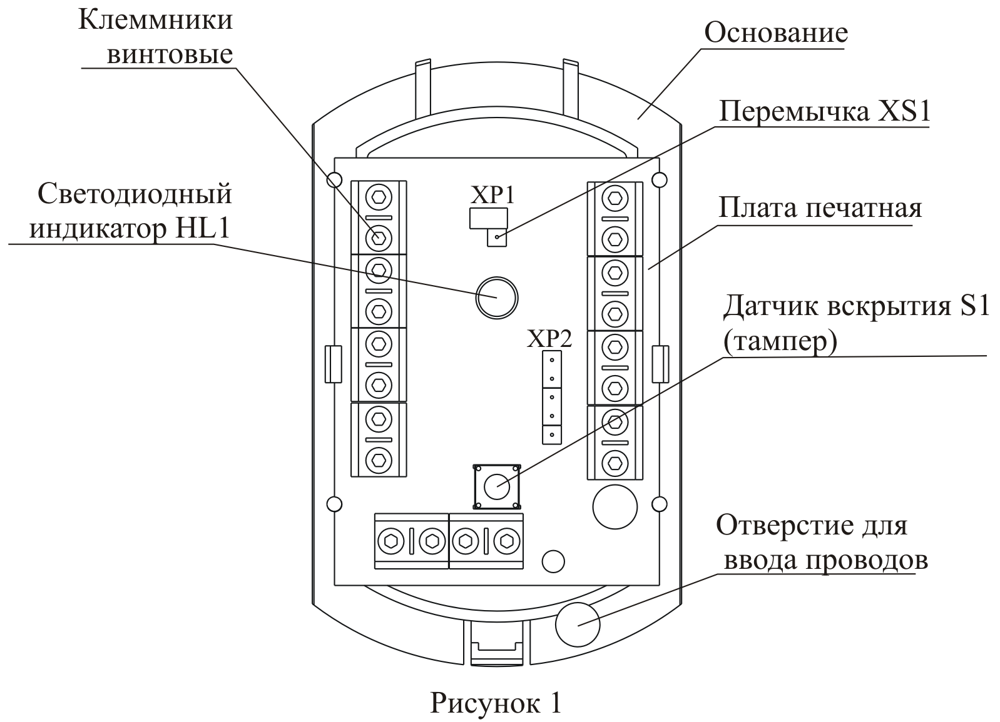 Клеммники
винтовые
Основание
Перемычка XS1
Светодиодный
индикатор HL1
XP1
Плата печатная
Датчик вскрытия S1
(тампер)
XP2
Отверстие для
ввода проводов
Рисунок 1